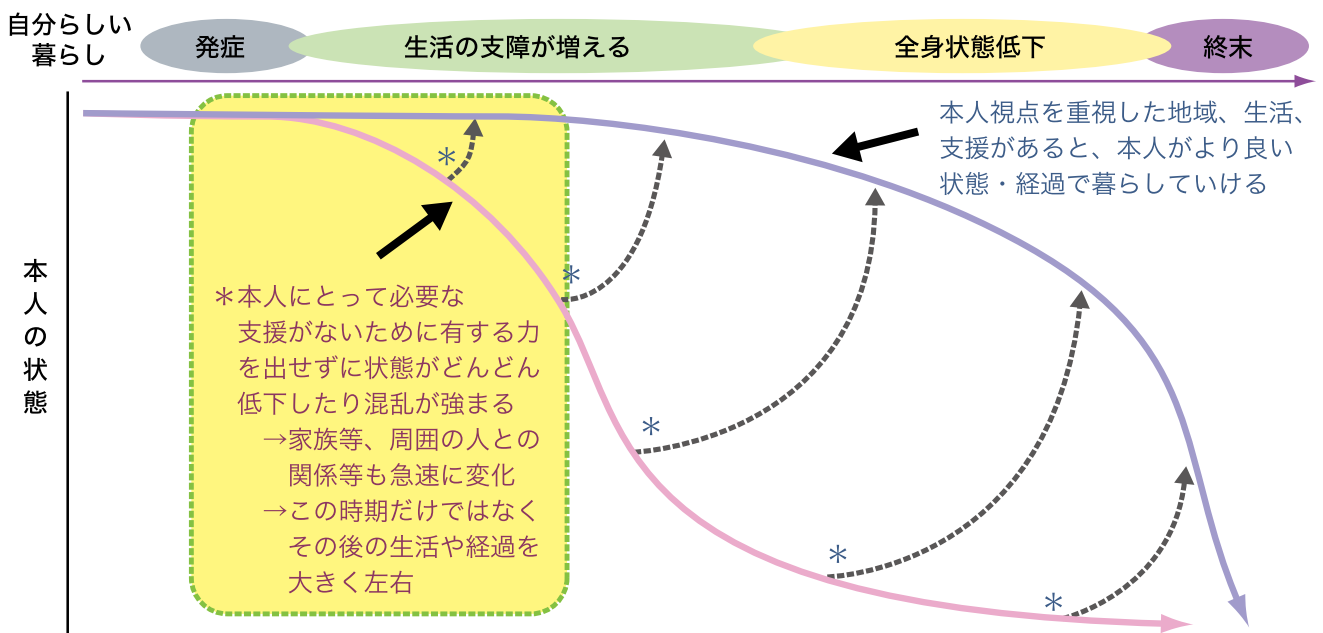 自分らしい
暮らし
発症
生活の支障が増える
全身状態低下
終末
本人の状態
本人視点を重視した地域、生活、
支援があると、本人がより良い
状態・経過で暮らしていける
＊
＊
＊
＊
＊
＊本人にとって必要な
支援がないために有する力
を出せずに状態がどんどん
低下したり混乱が強まる
→家族等、周囲の人との
関係等も急速に変化
→この時期だけではなく
その後の生活や経過を
大きく左右